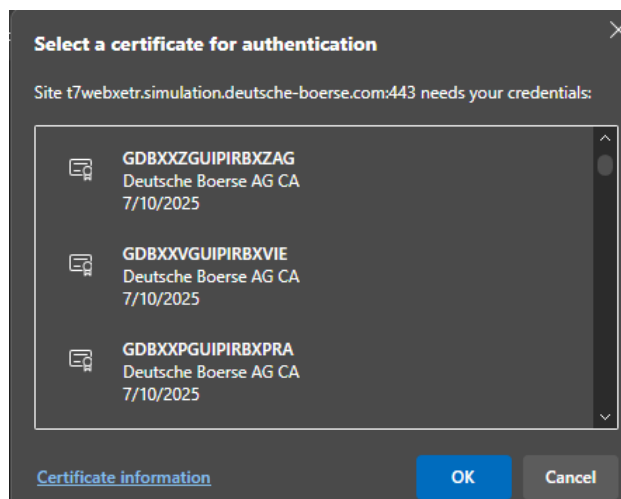 Select a certificate for authentication
Site t7webxetr.simulation.deutsche-boerse.com:443 needs your credentials:
GDBXXZGUIPIRBXZAG
Deutsche Boerse AG CA
7/10/2025
GDBXXVGUIPIRBXVIE
Deutsche Boerse AG CA
7/10/2025
GDBXXPGUIPIRBXPRA
Deutsche Boerse AG CA
7/10/2025
Certificate information
OK
Cancel